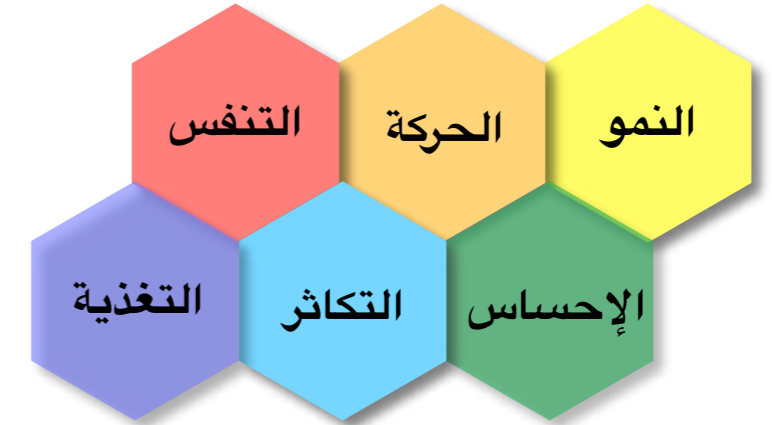 النمو
الحركة
التنفس
الإحساس
التكاثر
التغذية